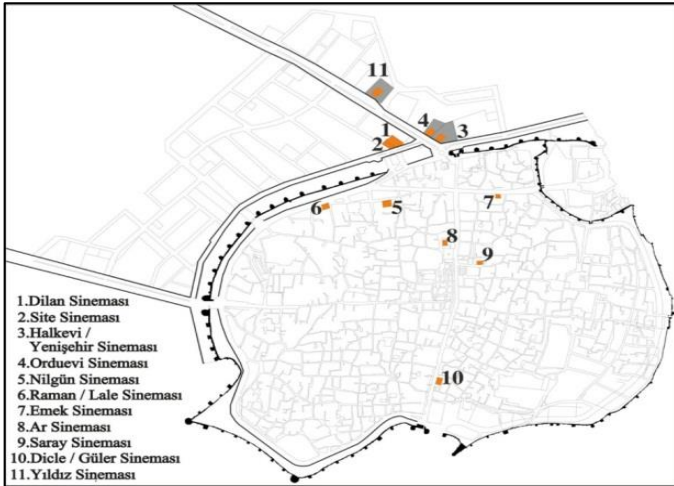 11
4
3
1
2
7
6
5
8
9
10
1.Dilan Sineması
2.Site Sineması
3.Halkevi /
Yenişehir Sineması
4.Orduevi Sineması
5.Nilgün Sineması
6.Raman / Lale Sineması
7.Emek Sineması
8.Ar Sineması
9.Saray Sineması
10.Dicle / Güler Sineması
11.Yıldız Sineması